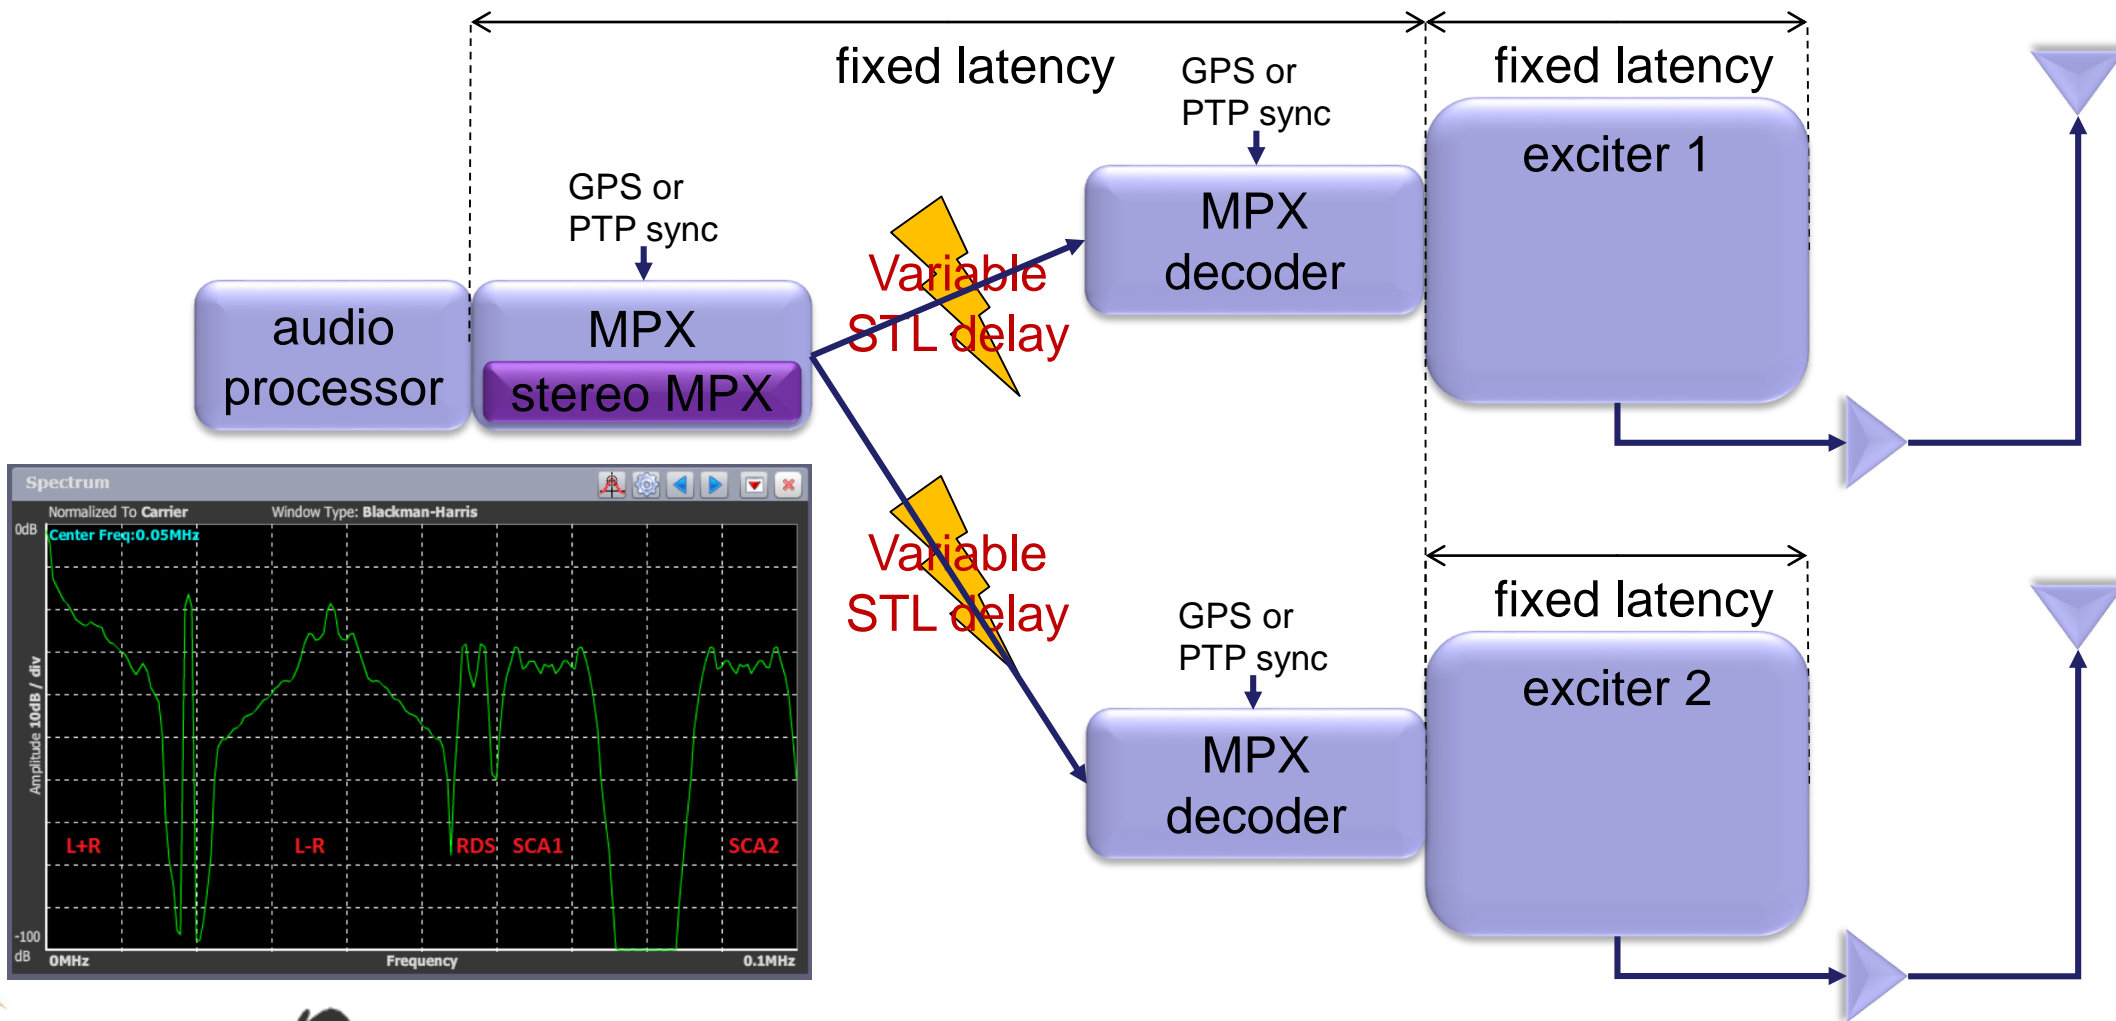 fixed latency
fixed latency
GPS or
PTP sync
exciter 1
GPS or
PTP sync
MPX
decoder
Variable
STL delay
audio
processor
MPX
stereo MPX
Spectrum
Normalized To Carrier
Window Type: Blackman-Harris
0dB
Center Freq:0.05MHz
Amplitude 10dB / div
L+R
L-R
RDS
SCA1
SCA2
-100
dB
0MHz
Frequency
0.1MHz
Variable
STL delay
fixed latency
GPS or
PTP sync
exciter 2
MPX
decoder